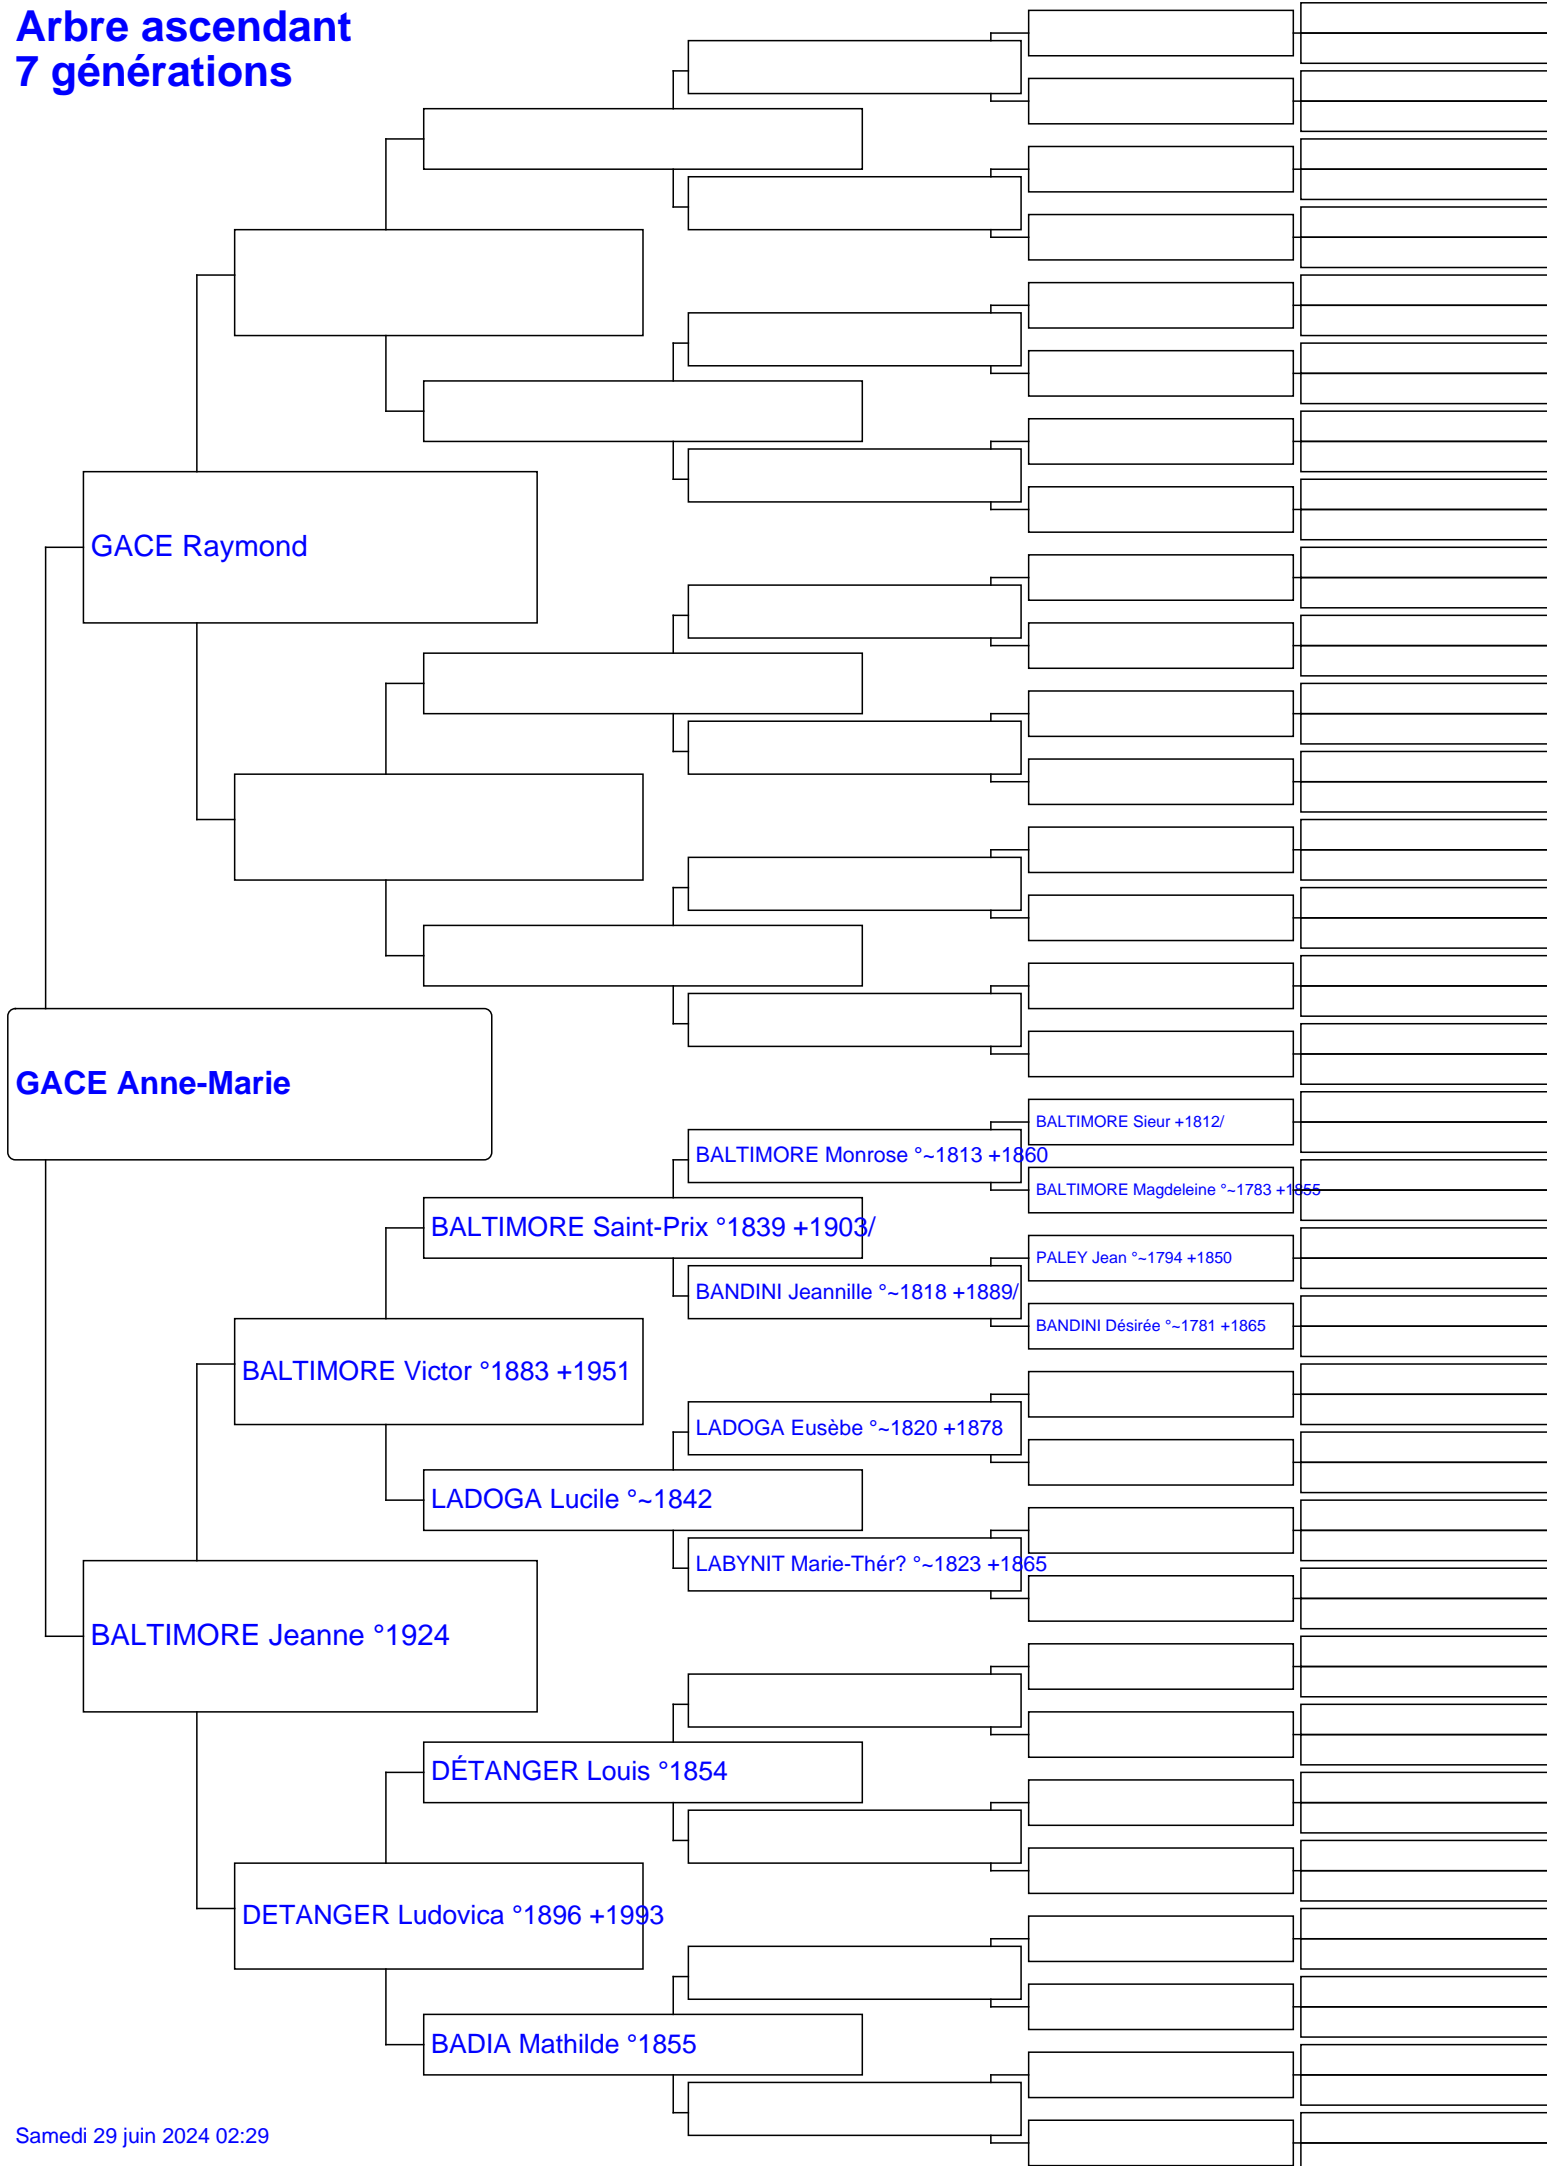 Arbre ascendant
7 générations
GACE Raymond
GACE Anne-Marie
BALTIMORE Sieur +1812/
BALTIMORE Monrose °~1813 +1860
BALTIMORE Magdeleine °~1783 +1855
BALTIMORE Saint-Prix °1839 +1903/
PALEY Jean °~1794 +1850
BANDINI Jeannille °~1818 +1889/
BANDINI Désirée °~1781 +1865
BALTIMORE Victor °1883 +1951
LADOGA Eusèbe °~1820 +1878
LADOGA Lucile °~1842
LABYNIT Marie-Thér? °~1823 +1865
BALTIMORE Jeanne °1924
DÉTANGER Louis °1854
DETANGER Ludovica °1896 +1993
BADIA Mathilde °1855
Samedi 29 juin 2024 02:29